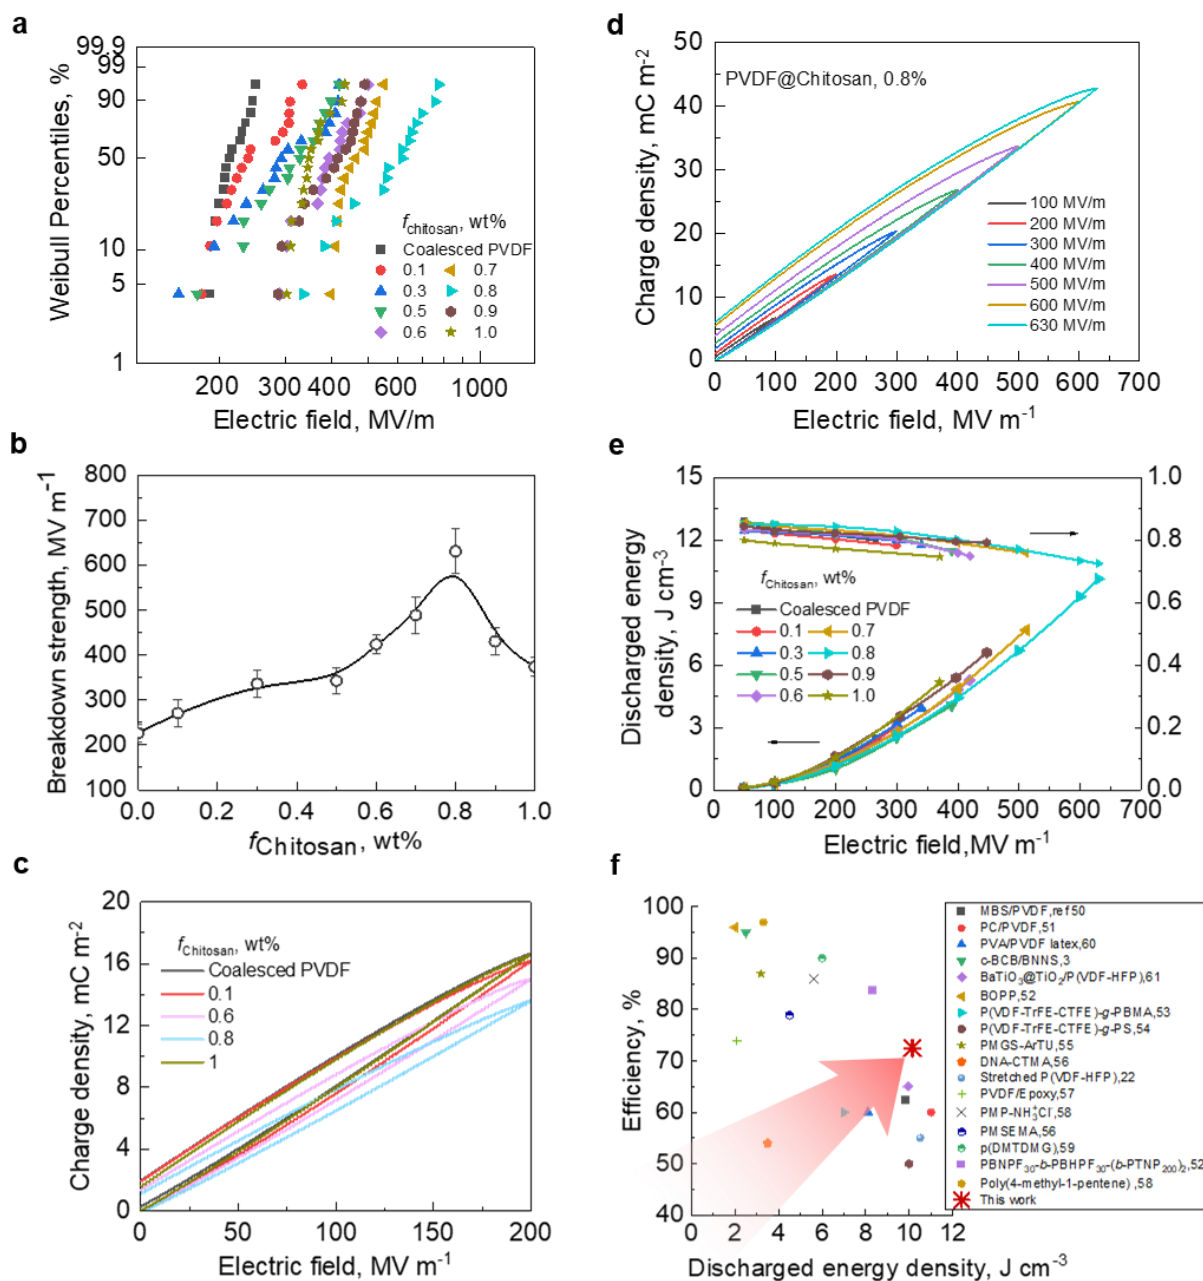 a
Weibull Percentiles, %
99.9
99
90
50
10
5
1
fchitosan, wt%
Coalesced PVDF
0.1
0.7
0.3
0.8
0.5
0.9
0.6
1.0
200
300
400
600
1000
Electric field, MV/m
b
Breakdown strength, MV m-1
800
700
600
500
400
300
200
100
0.0
0.2
0.4
0.6
0.8
1.0
fChitosan, wt%
c
Charge density, mC m-2
20
16
12
8
4
0
fChitosan, wt%
Coalesced PVDF
0.1
0.6
0.8
1
0
50
100
150
200
Electric field, MV m-1
d
Charge density, mC m-2
50
40
30
20
10
0
PVDF@Chitosan, 0.8%
100 MV/m
200 MV/m
300 MV/m
400 MV/m
500 MV/m
600 MV/m
630 MV/m
0
100
200
300
400
500
600
700
Electric field, MV m-1
e
Discharged energy
density, J cm-3
15
12
9
6
3
0
1.0
0.8
0.6
0.4
0.2
0.0
fChitosan, wt%
Coalesced PVDF
0.1
0.7
0.3
0.8
0.5
0.9
0.6
1.0
0
100
200
300
400
500
600
700
Electric field,MV m-1
f
Efficiency, %
100
90
80
70
60
50
40
MBS/PVDF,ref50
PC/PVDF,51
PVA/PVDF latex,60
c-BCB/BNNS,3
BaTiO3@TiO2/P(VDF-HFP),61
BOPP,52
P(VDF-TrFE-CTFE)-g-PBMA,53
P(VDF-TrFE-CTFE)-g-PS,54
PMGS-ArTU,55
DNA-CTMA,56
Stretched P(VDF-HFP),22
PVDF/Epoxy,57
PMP-NH3+Cl-,58
PMSEMA,56
p(DMTDMG),59
PBNPF30-b-PBHPF30-(b-PTNP200)2,52
Poly(4-methyl-1-pentene) ,58
This work
0
2
4
6
8
10
12
Discharged energy density, J cm-3